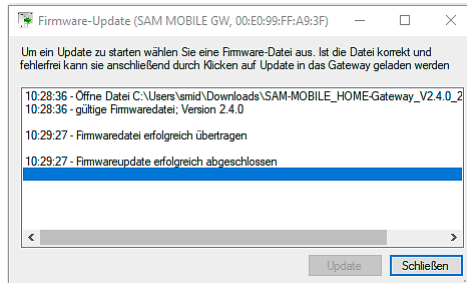 Firmware-Update (SAM MOBILE GW, 00:E0:99:FF:A9:3F)
Um ein Update zu starten wählen Sie eine Firmware-Datei aus. Ist die Datei korrekt und
fehlerfrei kann sie anschließend durch Klicken auf Update in das Gateway geladen werden
10:28:36 - Öffne Datei C:\Users\smid\Downloads\SAM-MOBILE_HOME-Gateway_V2.4.0_2
10:28:36 - gültige Firmwaredatei; Version 2.4.0
10:29:27 - Firmwaredatei erfolgreich übertragen
10:29:27 - Firmwareupdate erfolgreich abgeschlossen
Update Schließen